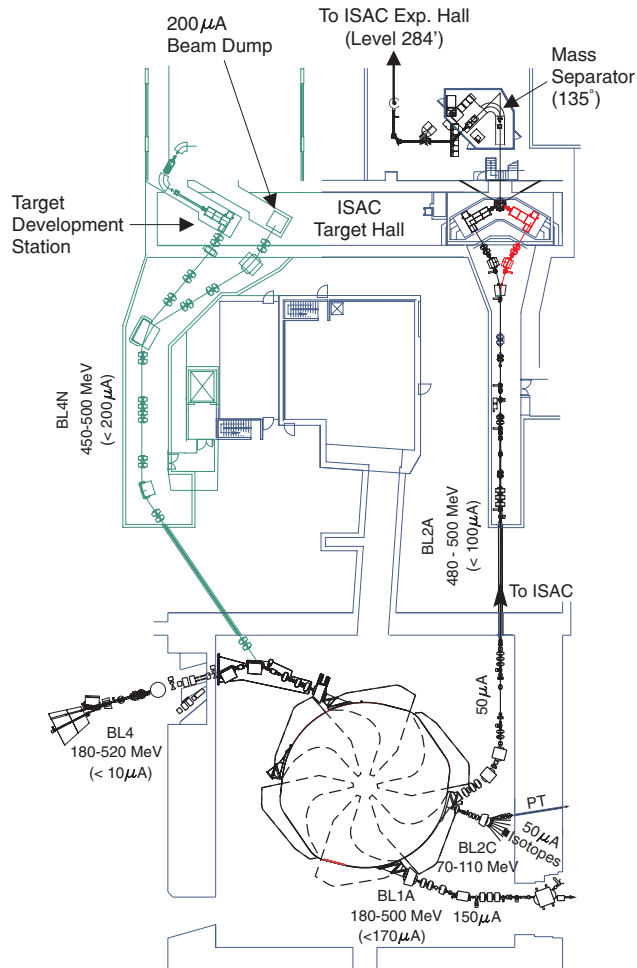 200μA
Beam Dump
To ISAC Exp. Hall
(Level 284')
Mass
Separator
(135°)
Target
Development
Station
ISAC
Target Hall
BL4N
450-500 MeV
(< 200μA)
BL2A
480 - 500 MeV
(< 100μA)
To ISAC
50μA
BL4
180-520 MeV
(< 10μA)
PT
50μA
Isotopes
BL2C
70-110 MeV
BL1A
180-500 MeV
(<170μA)
150μA